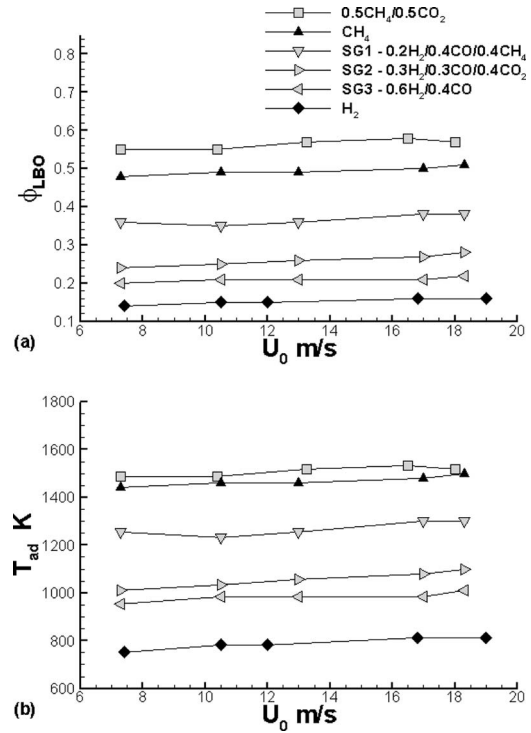 0.5CH₄/0.5CO₂
CH₄
SG1 - 0.2H₂/0.4CO/0.4CH₄
SG2 - 0.3H₂/0.3CO/0.4CO₂
SG3 - 0.6H₂/0.4CO
H₂
0.8
0.7
0.6
0.5
0.4
0.3
0.2
0.1
ϕLBO
6
8
10
12
14
16
18
20
(a)
U₀ m/s
1800
1600
1400
1200
1000
800
600
T_ad K
6
8
10
12
14
16
18
20
(b)
U₀ m/s